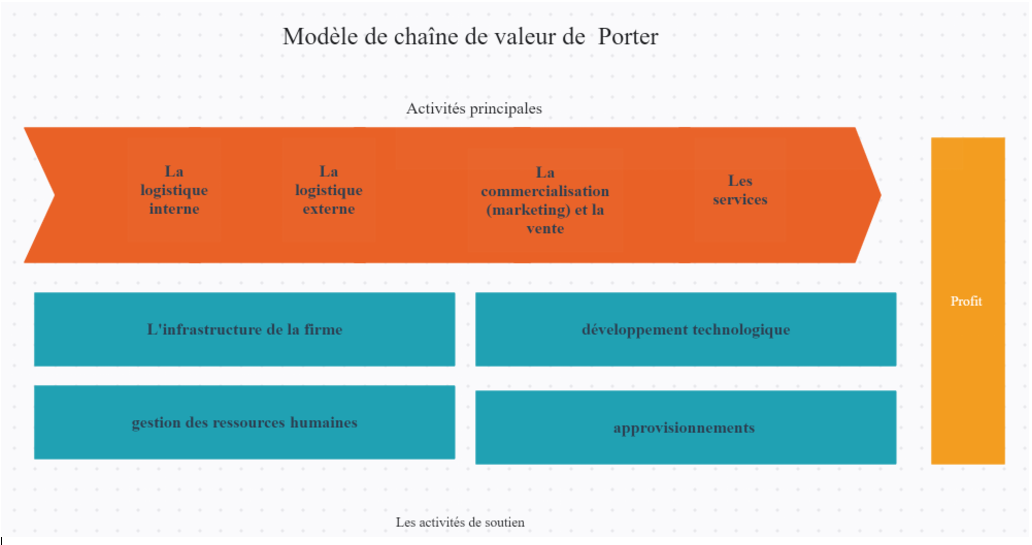 Modèle de chaîne de valeur de Porter
Activités principales
La
logistique
interne
La
logistique
externe
La
commercialisation
(marketing) et la
vente
Les
services
L'infrastructure de la firme
développement technologique
gestion des ressources humaines
approvisionnements
Profit
Les activités de soutien